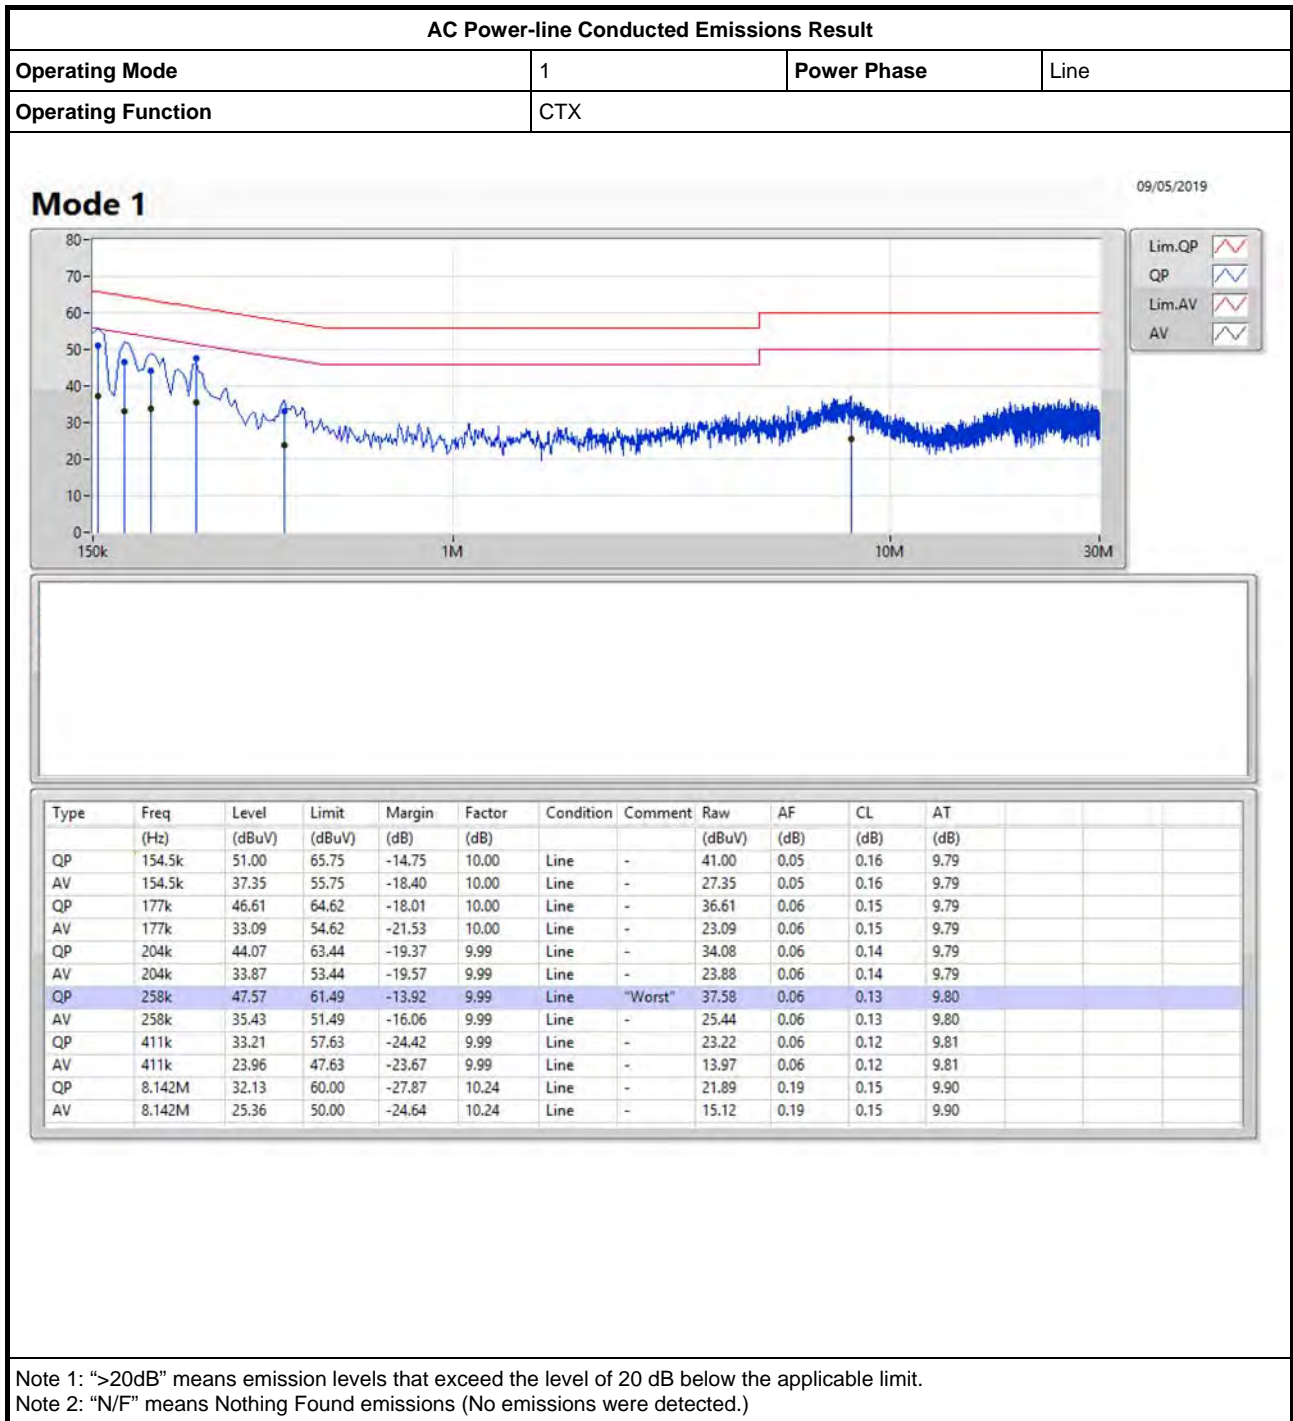 AC Power-line Conducted Emissions Result
Operating Mode 1 Power Phase Line
Operating Function CTX
09/05/2019
Mode 1
80
70
60
50
40
30
20
10
0
150k 1M 10M 30M
Lim.QP
QP
Lim.AV
AV
Type Freq Level Limit Margin Factor Condition Comment Raw AF CL AT
(Hz) (dBuV) (dBuV) (dB) (dB) (dBuV) (dB) (dB) (dB)
QP 154.5k 51.00 65.75 -14.75 10.00 Line - 41.00 0.05 0.16 9.79
AV 154.5k 37.35 55.75 -18.40 10.00 Line - 27.35 0.05 0.16 9.79
QP 177k 46.61 64.62 -18.01 10.00 Line - 36.61 0.06 0.15 9.79
AV 177k 33.09 54.62 -21.53 10.00 Line - 23.09 0.06 0.15 9.79
QP 204k 44.07 63.44 -19.37 9.99 Line - 34.08 0.06 0.14 9.79
AV 204k 33.87 53.44 -19.57 9.99 Line - 23.88 0.06 0.14 9.79
QP 258k 47.57 61.49 -13.92 9.99 Line "Worst" 37.58 0.06 0.13 9.80
AV 258k 35.43 51.49 -16.06 9.99 Line - 25.44 0.06 0.13 9.80
QP 411k 33.21 57.63 -24.42 9.99 Line - 23.22 0.06 0.12 9.81
AV 411k 23.96 47.63 -23.67 9.99 Line - 13.97 0.06 0.12 9.81
QP 8.142M 32.13 60.00 -27.87 10.24 Line - 21.89 0.19 0.15 9.90
AV 8.142M 25.36 50.00 -24.64 10.24 Line - 15.12 0.19 0.15 9.90
Note 1: “>20dB” means emission levels that exceed the level of 20 dB below the applicable limit.
Note 2: “N/F” means Nothing Found emissions (No emissions were detected.)